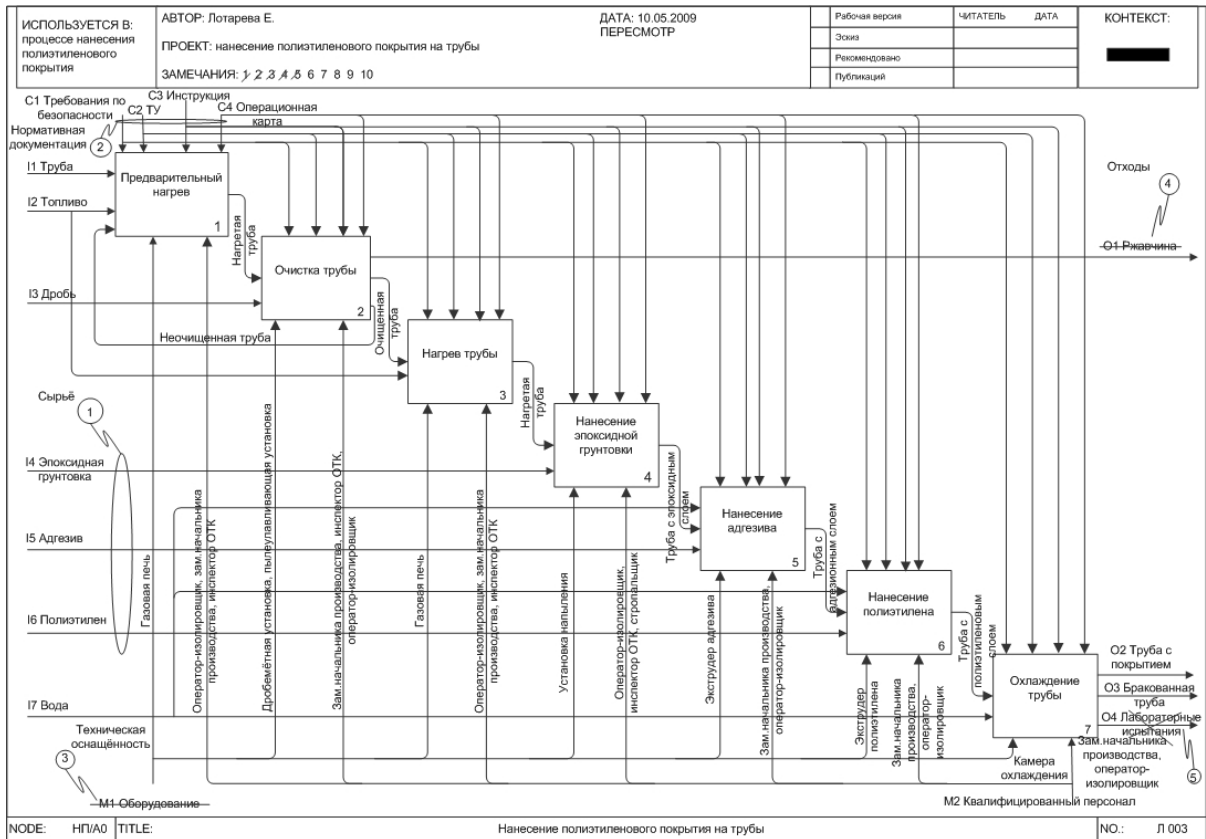 ИСПОЛЬЗУЕТСЯ В:
процессе нанесения
полиэтиленового
покрытия
АВТОР: Лотарева Е.
ДАТА: 10.05.2009
ПЕРЕСМОТР
ПРОЕКТ: нанесение полиэтиленового покрытия на трубы
ЗАМЕЧАНИЯ: 1 2 3 4 5 6 7 8 9 10
Рабочая версия
Эскиз
Рекомендовано
Публикаций
ЧИТАТЕЛЬ
ДАТА
КОНТЕКСТ:
C1 Требования по
безопасности
C2 ТУ
C3 Инструкция
C4 Операционная
карта
Нормативная
документация
2
I1 Труба
I2 Топливо
Предварительный
нагрев
1
Нагретая
труба
Отходы
4
O1 Ржавчина
Очистка трубы
2
I3 Дробь
Неочищенная труба
Очищенная
труба
Нагрев трубы
3
Нагретая
труба
Сырьё
1
Нанесение
эпоксидной
грунтовки
4
I4 Эпоксидная
грунтовка
Труба с эпоксидным
слоем
Нанесение
адгезива
5
I5 Адгезив
Труба с
адгезионным слоем
Нанесение
полиэтилена
6
I6 Полиэтилен
Труба с
полиэтиленовым
слоем
Охлаждение
трубы
7
O2 Труба с
покрытием
O3 Бракованная
труба
O4 Лабораторные
испытания
5
I7 Вода
Техническая
оснащённость
3
M1 Оборудование
Газовая печь
Оператор-изолировщик, зам.начальника
производства, инспектор ОТК
Дробемётная установка, пылеулавливающая установка
Зам.начальника производства, инспектор ОТК,
оператор-изолировщик
Газовая печь
Оператор-изолировщик, зам.начальника
производства, инспектор ОТК
Установка напыления
Оператор-изолировщик,
инспектор ОТК, стропальщик
Экструдер адгезива
Зам.начальника производства,
оператор-изолировщик
Экструдер
полиэтилена
Зам.начальника
производства,
оператор-
изолировщик
Камера
охлаждения
Зам.начальника
производства,
оператор-
изолировщик
M2 Квалифицированный персонал
NODE: НП/А0
TITLE:
Нанесение полиэтиленового покрытия на трубы
NO.: Л 003